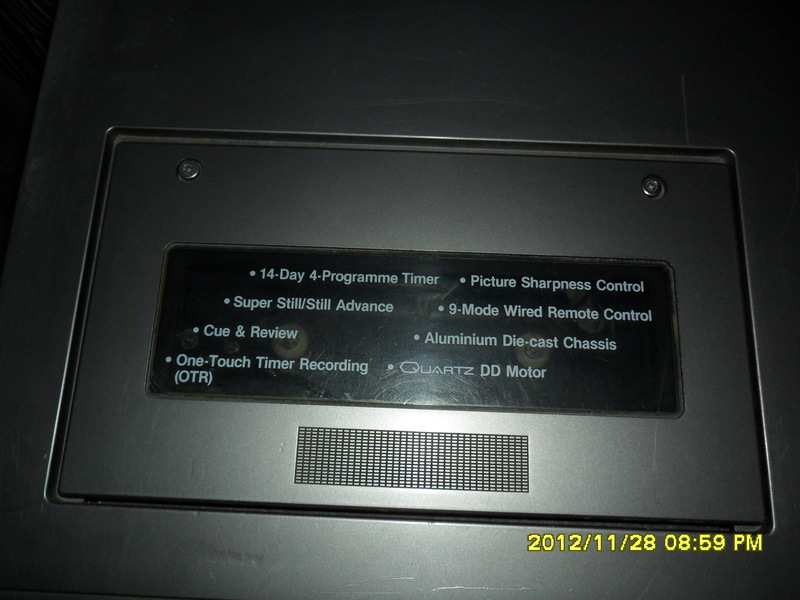 • 14-Day 4-Programme Timer
• Super Still/Still Advance
• Cue & Review
• One-Touch Timer Recording
(OTR)
• Picture Sharpness Control
• 9-Mode Wired Remote Control
• Aluminium Die-cast Chassis
• QUARTZ DD Motor
2012/11/28 08:59 PM